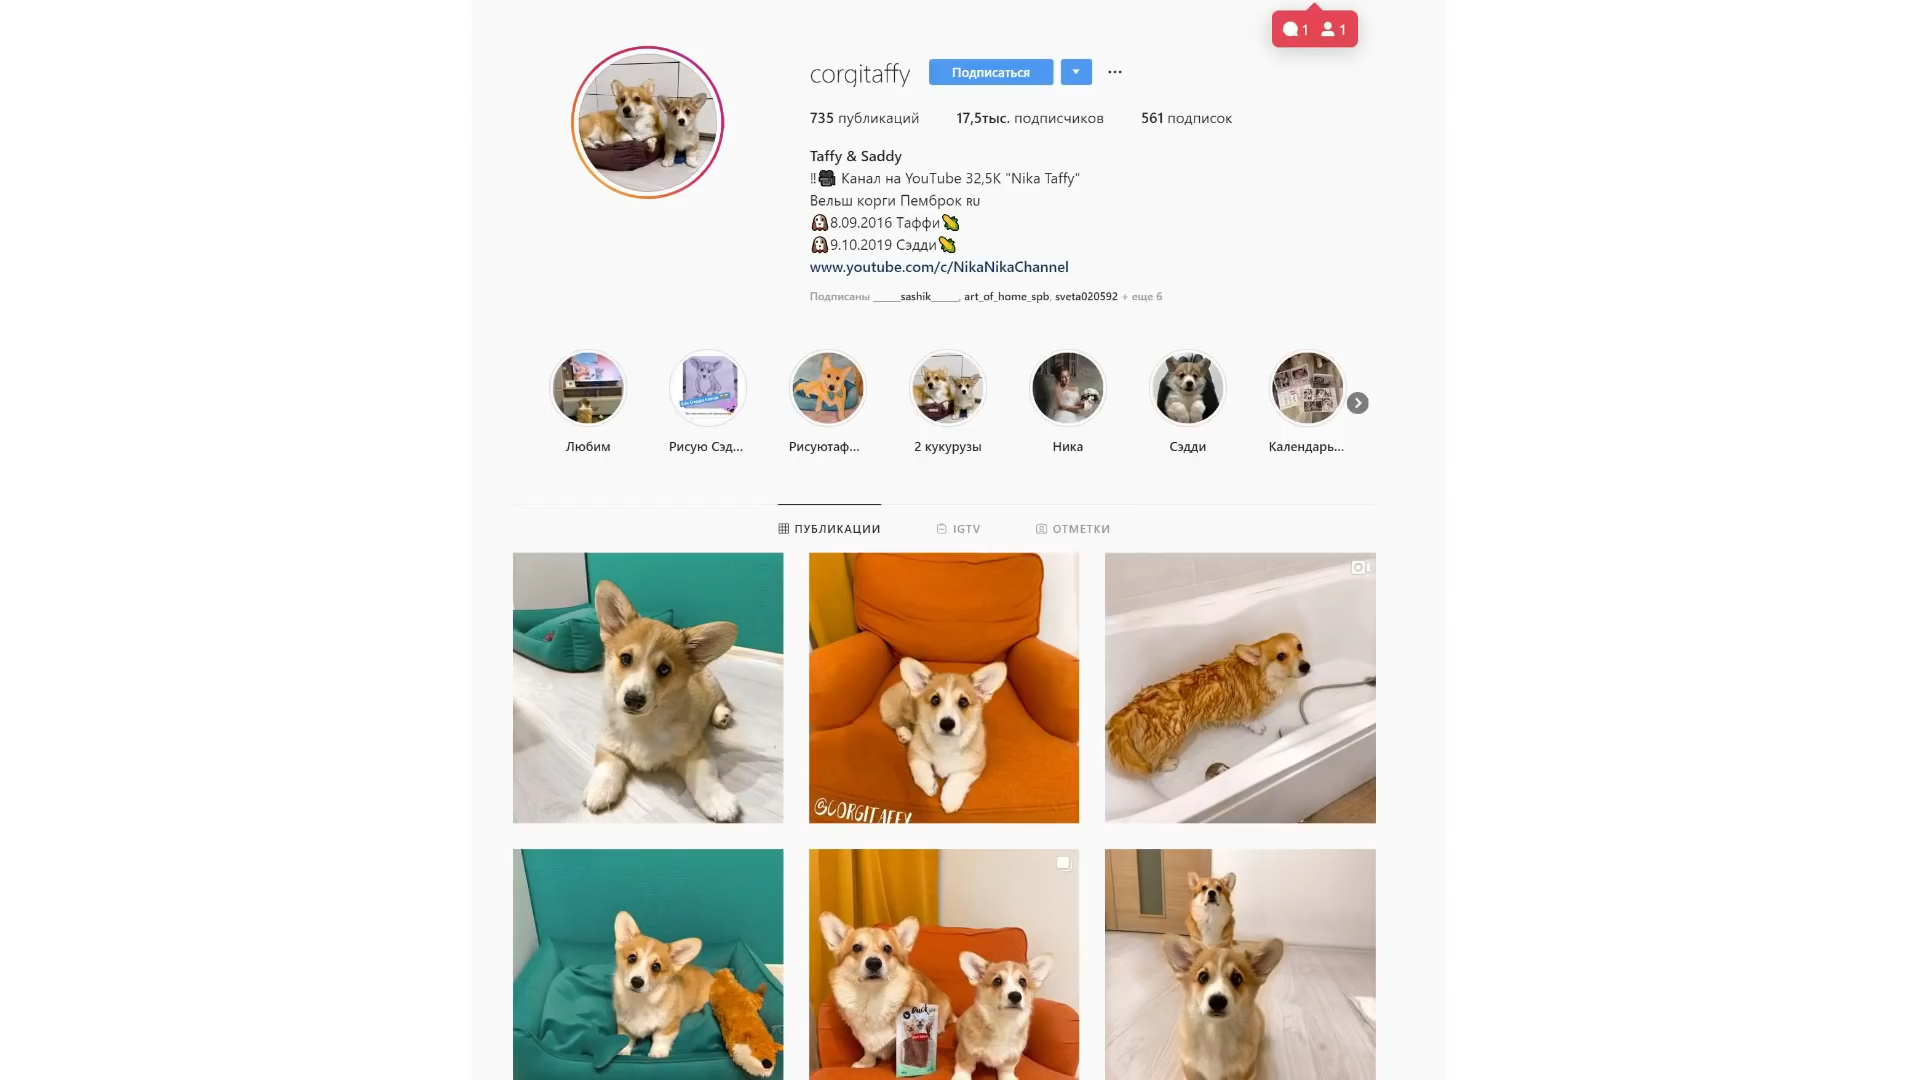 1 1
corgitaffy Подписаться ...
735 публикаций 17,5тыс. подписчиков 561 подписок
Taffy & Saddy
‼🎥 Канал на YouTube 32,5K "Nika Taffy"
Вельш корги Пемброк RU
🐶8.09.2016 Таффи🌽
🐶9.10.2019 Сэдди🌽
www.youtube.com/c/NikaNikaChannel
Подписаны _____sashik_____, art_of_home_spb, sveta020592 + еще 6
Любим Рисую Сэд... Рисуютаф... 2 кукурузы Ника Сэдди Календарь...
ПУБЛИКАЦИИ IGTV ОТМЕТКИ
@CORGITAFFY